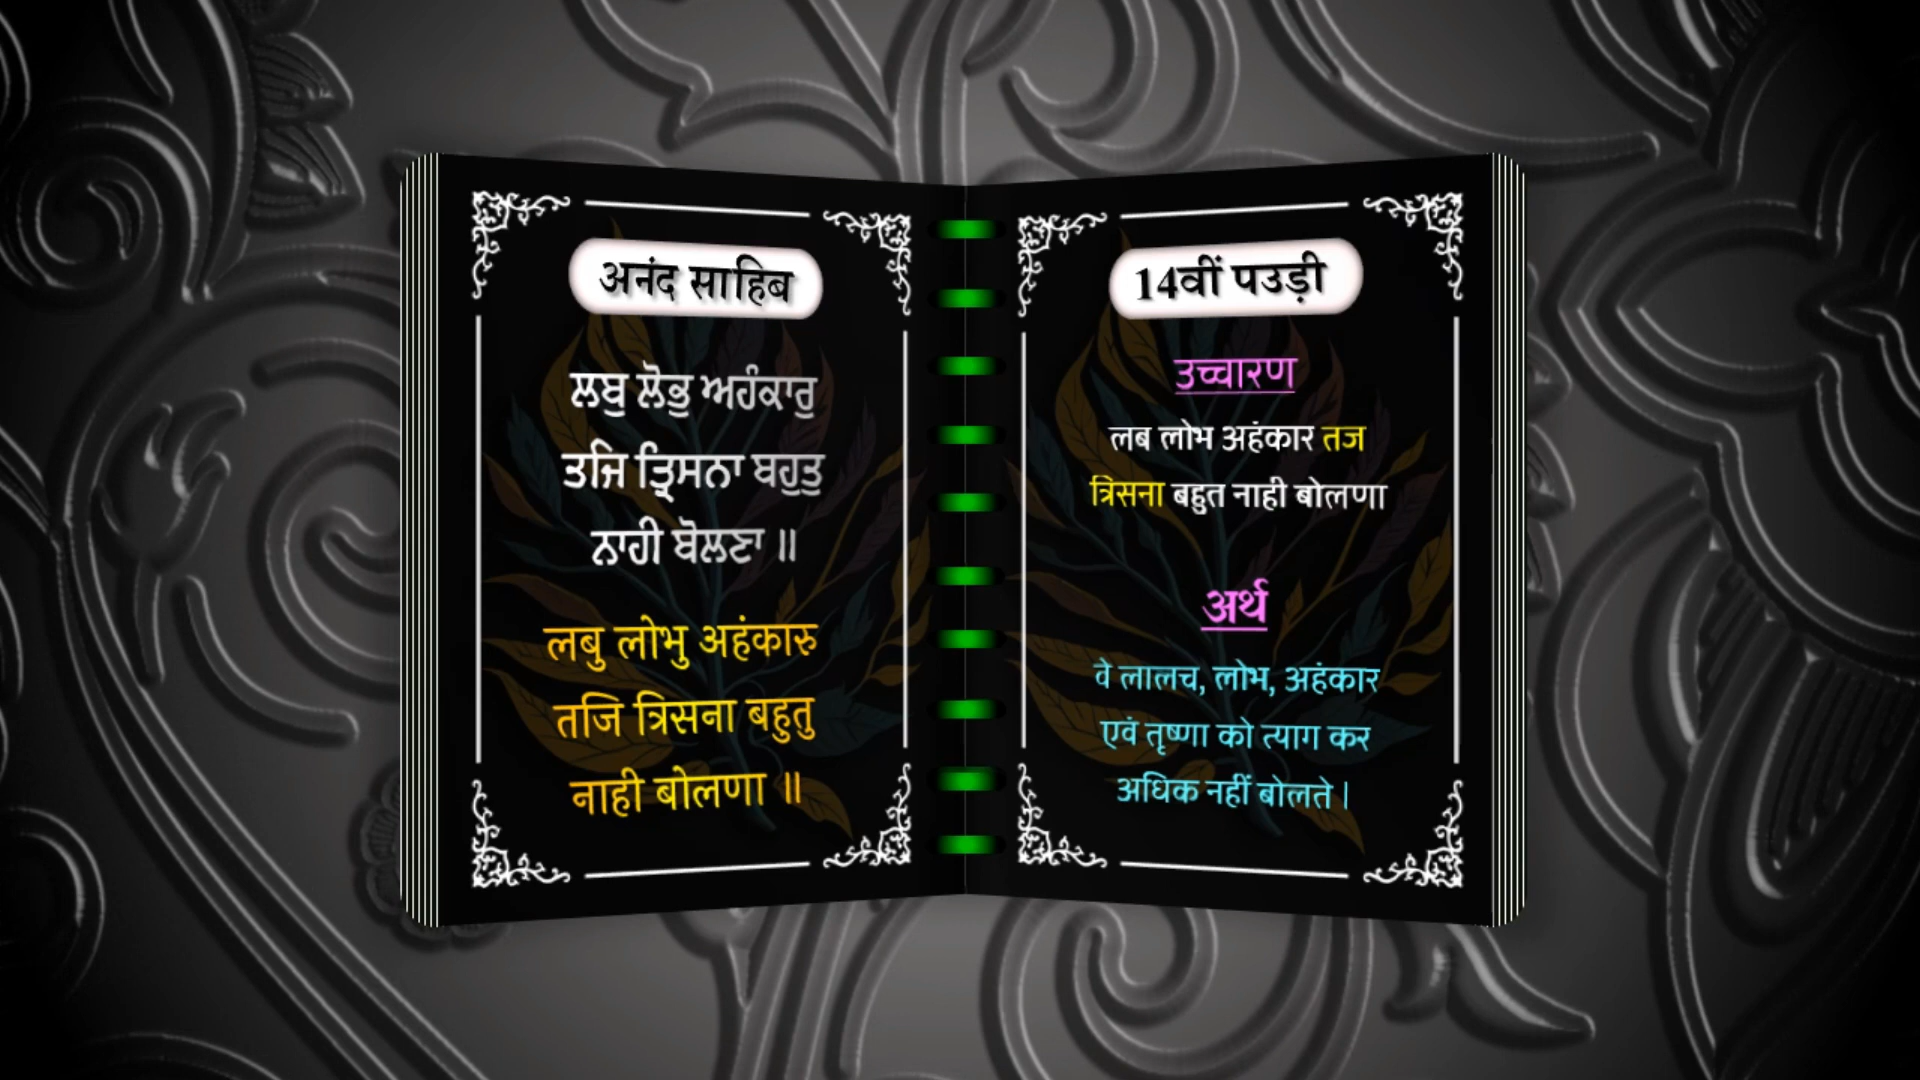 अनंद साहिब
ਲਬੁ ਲੋਭੁ ਅਹੰਕਾਰੁ
ਤਜਿ ਤ੍ਰਿਸਨਾ ਬਹੁਤੁ
ਨਾਹੀ ਬੋਲਣਾ ॥
लबु लोभु अहंकारु
तजि त्रिसना बहुतु
नाही बोलणा ॥
14वीं पउड़ी
उच्चारण
लब लोभ अहंकार तज
त्रिसना बहुत नाही बोलणा
अर्थ
वे लालच, लोभ, अहंकार
एवं तृष्णा को त्याग कर
अधिक नहीं बोलते |